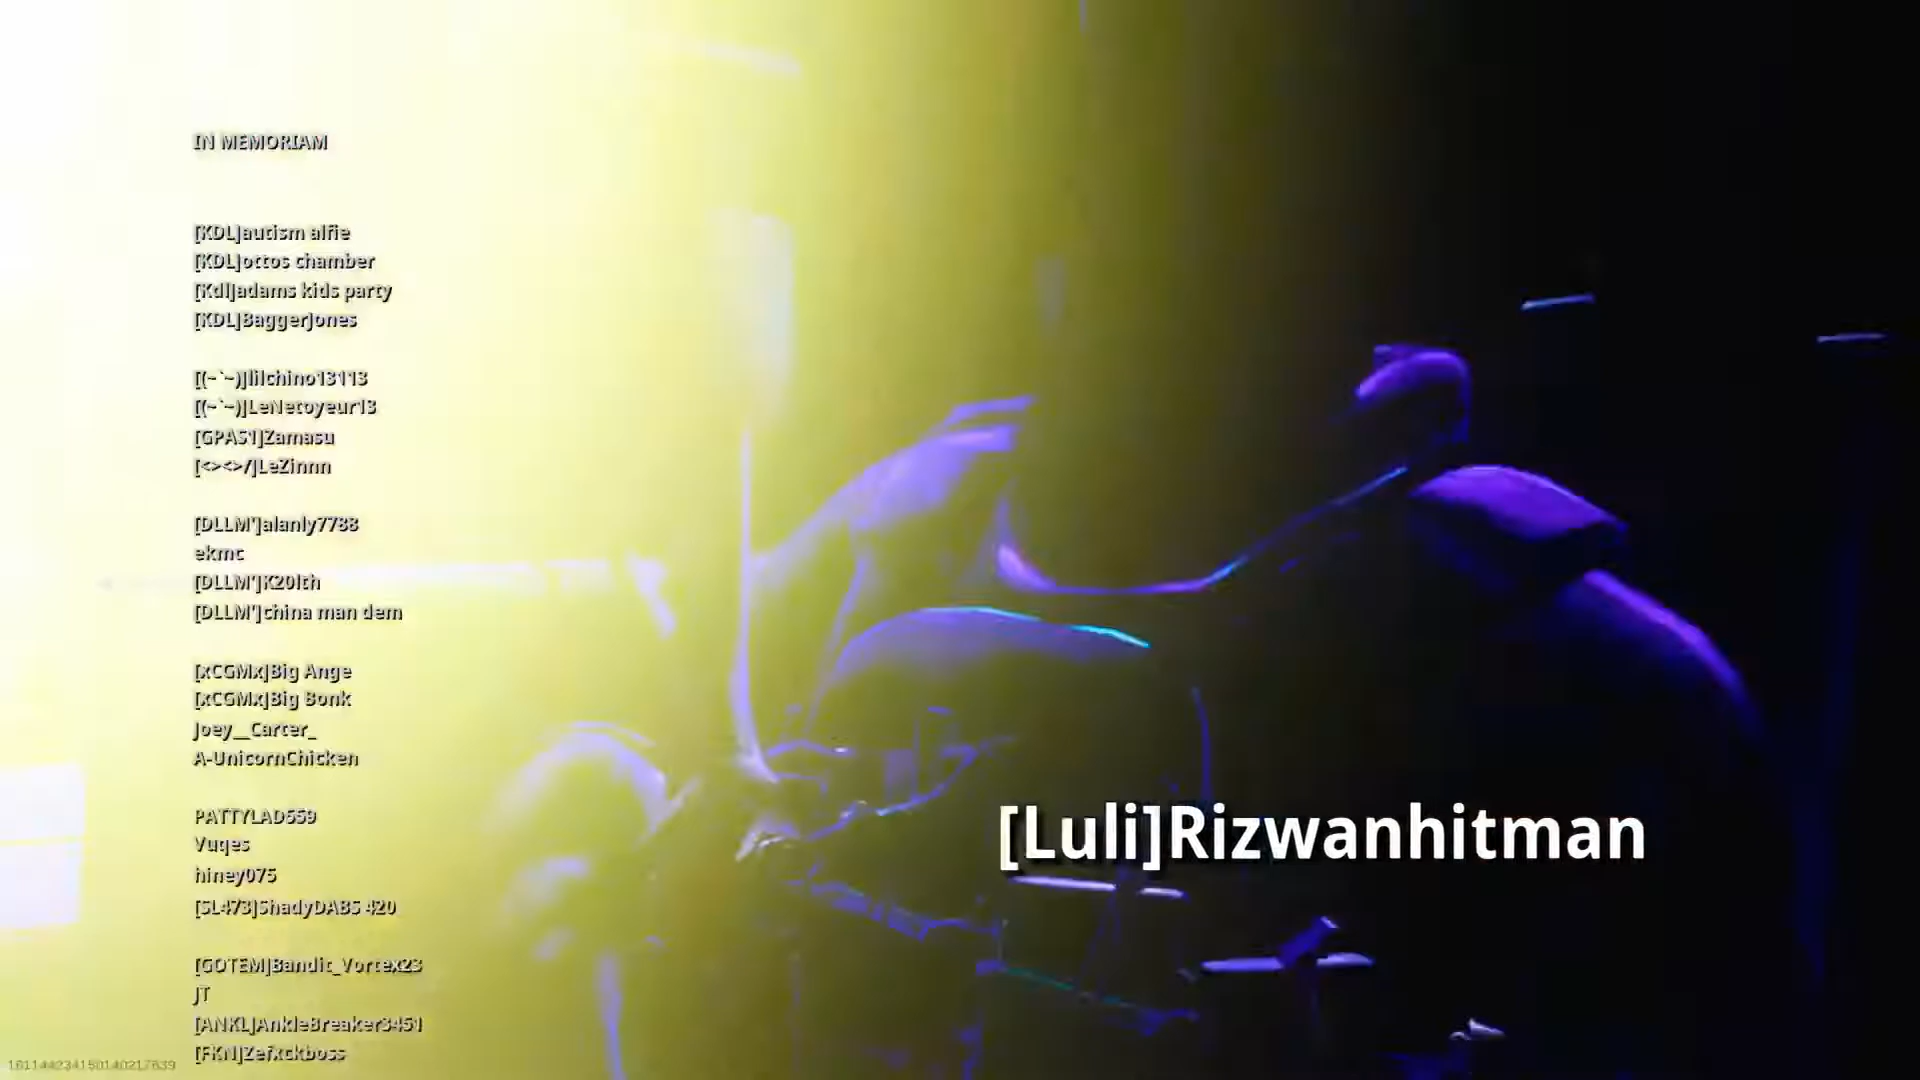 IN MEMORIAM
[KDL]autism alfie
[KDL]ottos chamber
[Kdl]adams kids party
[KDL]BaggerJones
[(~`~)]lilchino13113
[(~`~)]LeNetoyeur13
[GPAS1]Zamasu
[<><>/]LeZinnn
[DLLM']alanly7788
ekmc
[DLLM']K20lth
[DLLM']china man dem
[xCGMx]Big Ange
[xCGMx]Big Bonk
Joey__Carter_
A-UnicornChicken
PATTYLAD559
Vuqes
hiney075
[SL473]ShadyDABS 420
[GOTEM]Bandit_Vortex23
JT
[ANKL]AnkleBreaker3451
[FKN]Zefxckboss
[Luli]Rizwanhitman